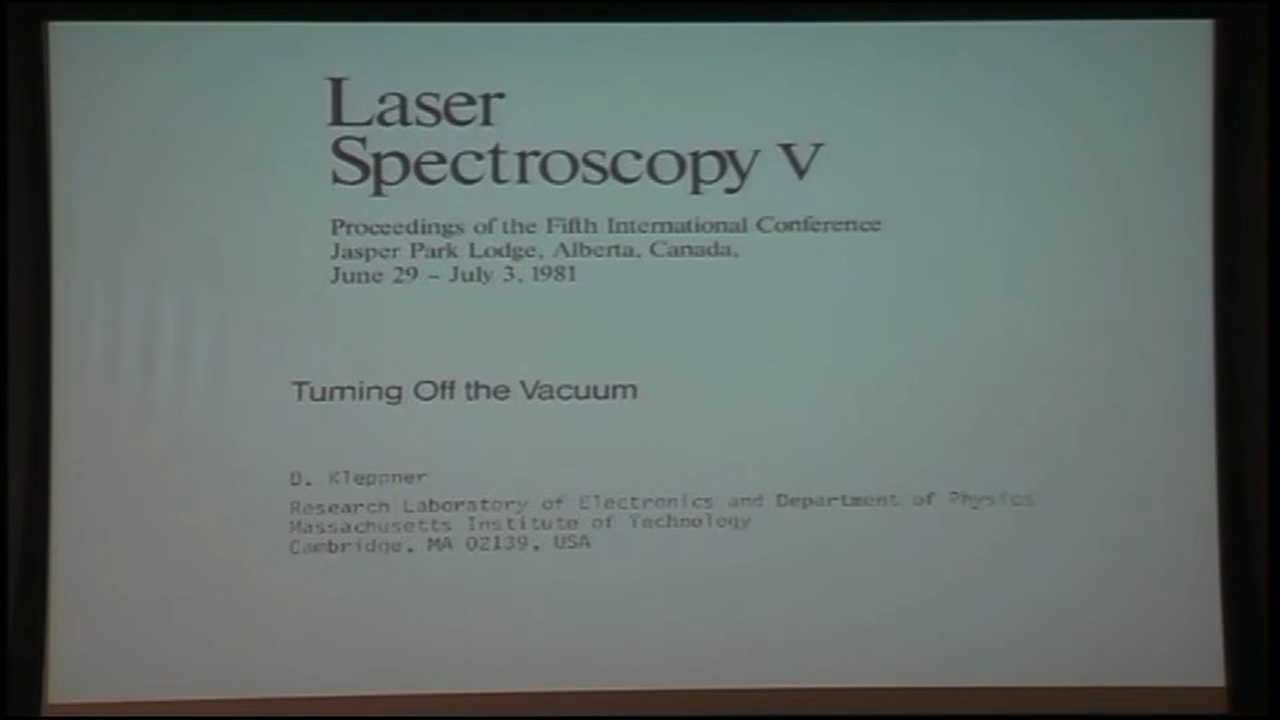 Laser
Spectroscopy V
Proceedings of the Fifth International Conference
Jasper Park Lodge, Alberta, Canada,
June 29 – July 3, 1981
Turning Off the Vacuum
D. Kleppner
Research Laboratory of Electronics and Department of Physics
Massachusetts Institute of Technology
Cambridge, MA 02139, USA